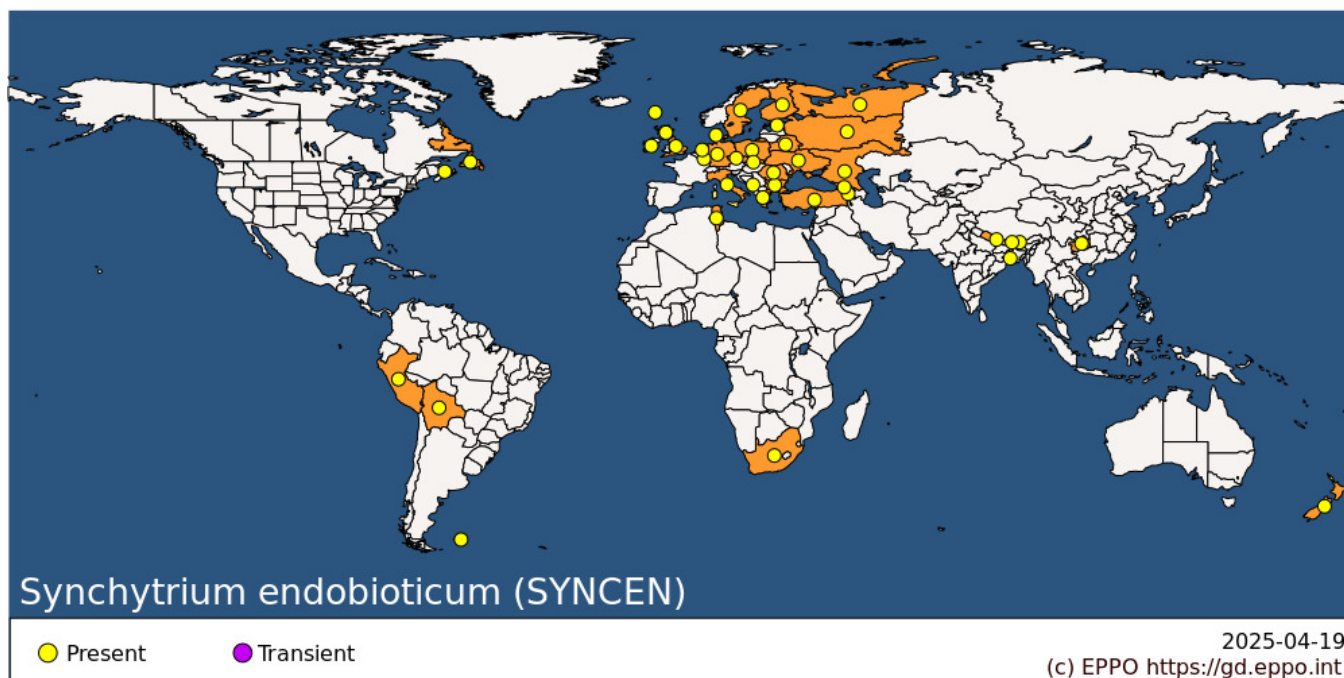 Synchytrium endobioticum (SYNCEN)
Present
Transient
2025-04-19
(c) EPPO https://gd.eppo.int